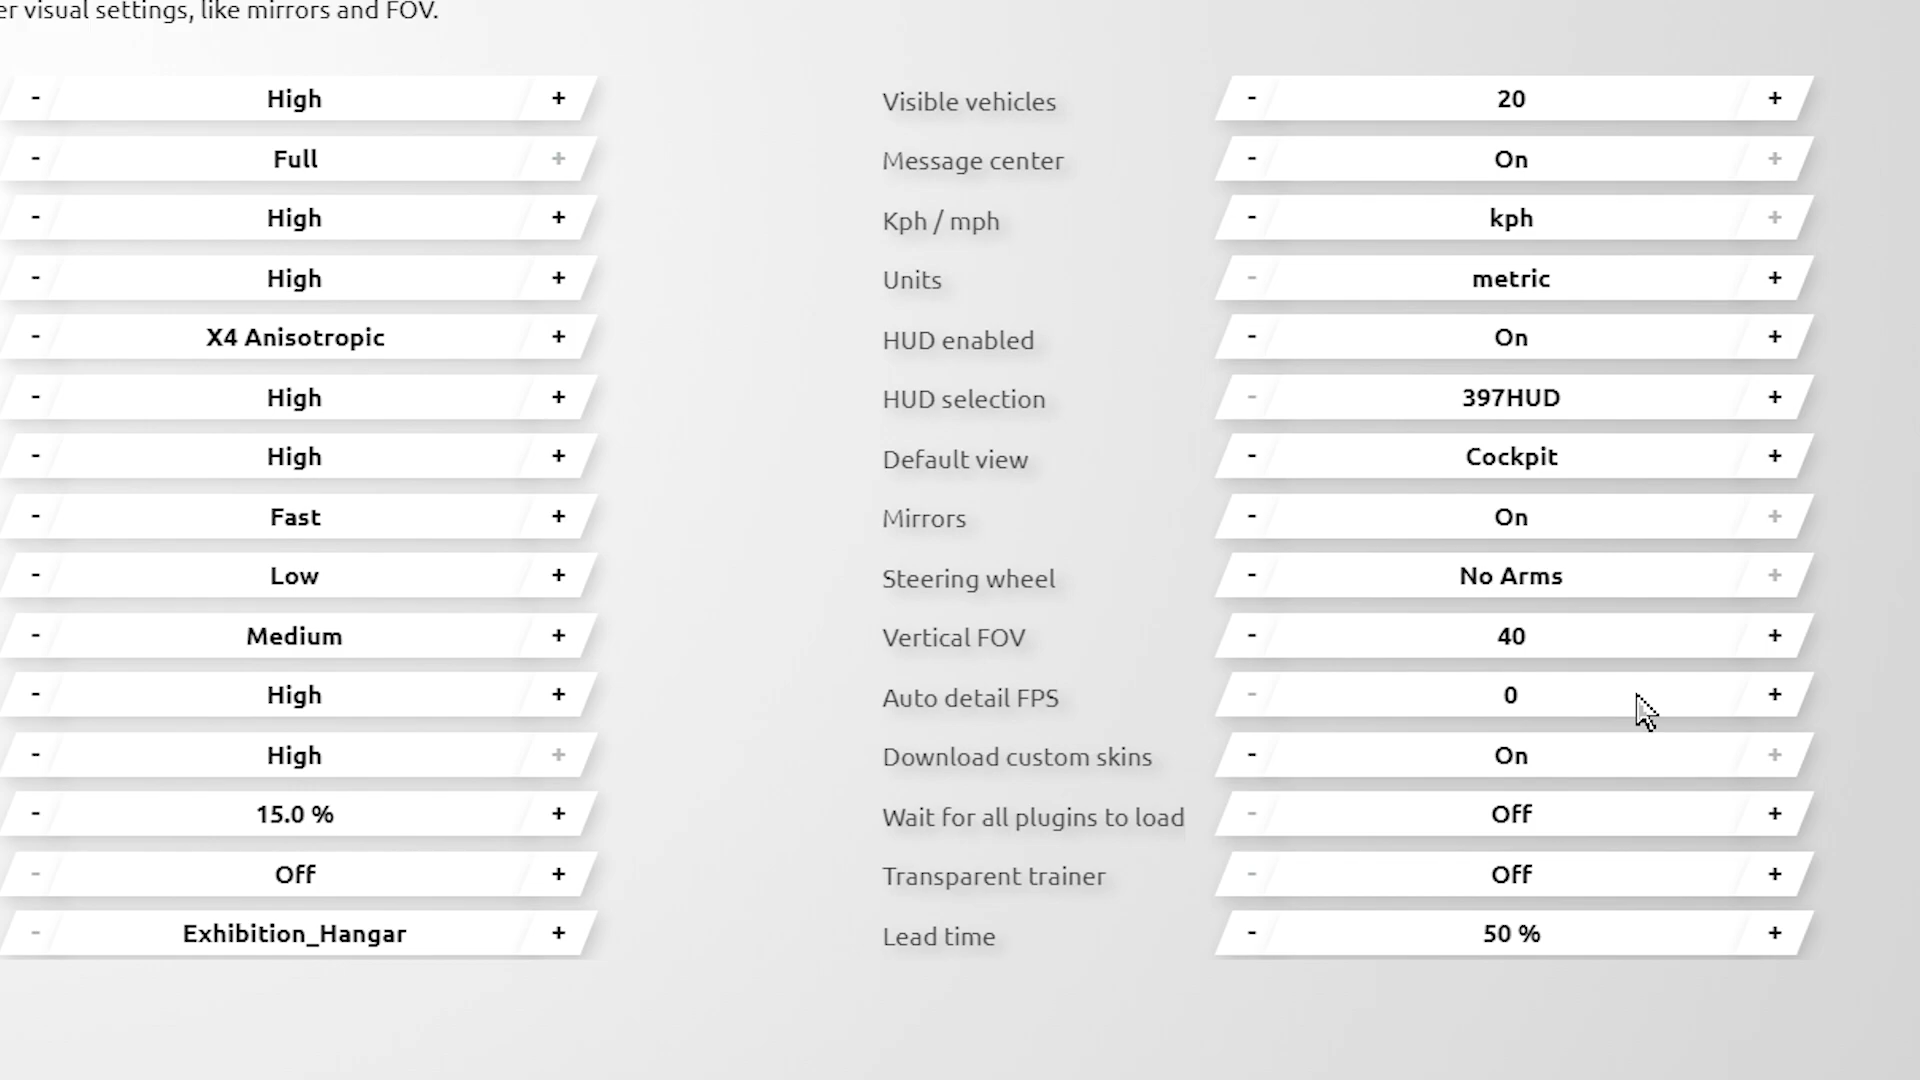 er visual settings, like mirrors and FOV.
- High +
- Full +
- High +
- High +
- X4 Anisotropic +
- High +
- High +
- Fast +
- Low +
- Medium +
- High +
- High +
- 15.0 % +
- Off +
- Exhibition_Hangar +
Visible vehicles - 20 +
Message center - On +
Kph / mph - kph +
Units - metric +
HUD enabled - On +
HUD selection - 397HUD +
Default view - Cockpit +
Mirrors - On +
Steering wheel - No Arms +
Vertical FOV - 40 +
Auto detail FPS - 0 +
Download custom skins - On +
Wait for all plugins to load - Off +
Transparent trainer - Off +
Lead time - 50 % +